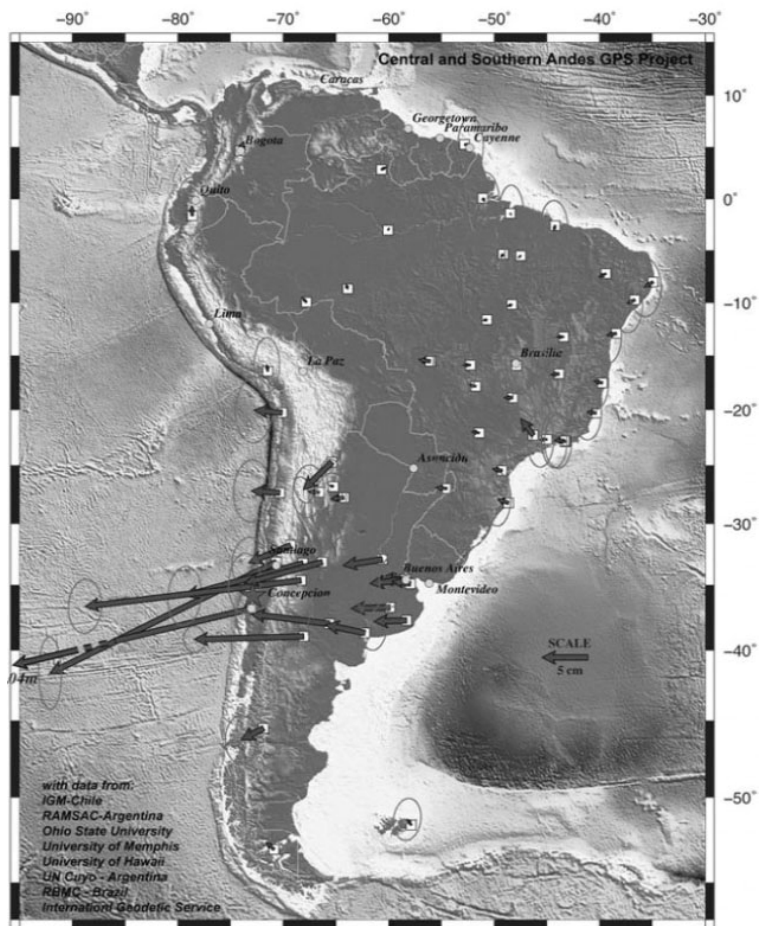 −90° −80° −70° −60° −50° −40° −30°
Central and Southern Andes GPS Project
Caracas
10°
Georgetown
Paramaribo
Cayenne
Bogota
Quito
0°
−10°
Lima
La Paz
Brasilia
−20°
Asuncion
−30°
Santiago
Buenos Aires
Concepcion
Montevideo
SCALE
5 cm
−40°
04m
with data from:
IGM-Chile
RAMSAC-Argentina
Ohio State University
University of Memphis
University of Hawaii
UN Cuyo - Argentina
RBMC - Brazil
Internationl Geodetic Service
−50°